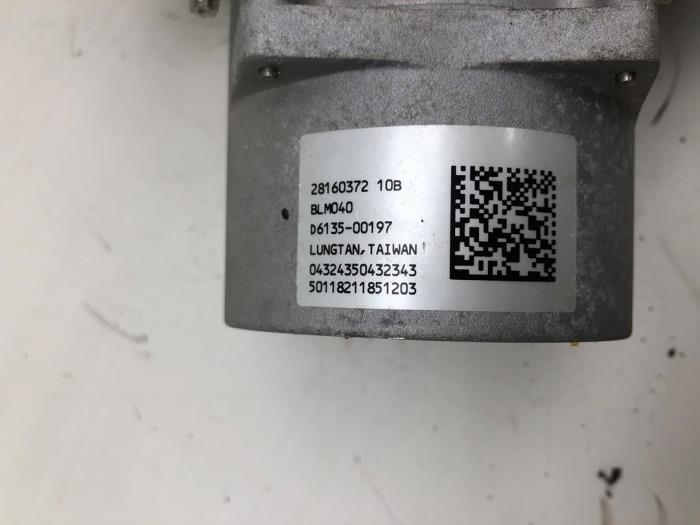 28160372 10B
BLM040
D6135-00197
LUNGTAN, TAIWAN
04324350432343
50118211851203